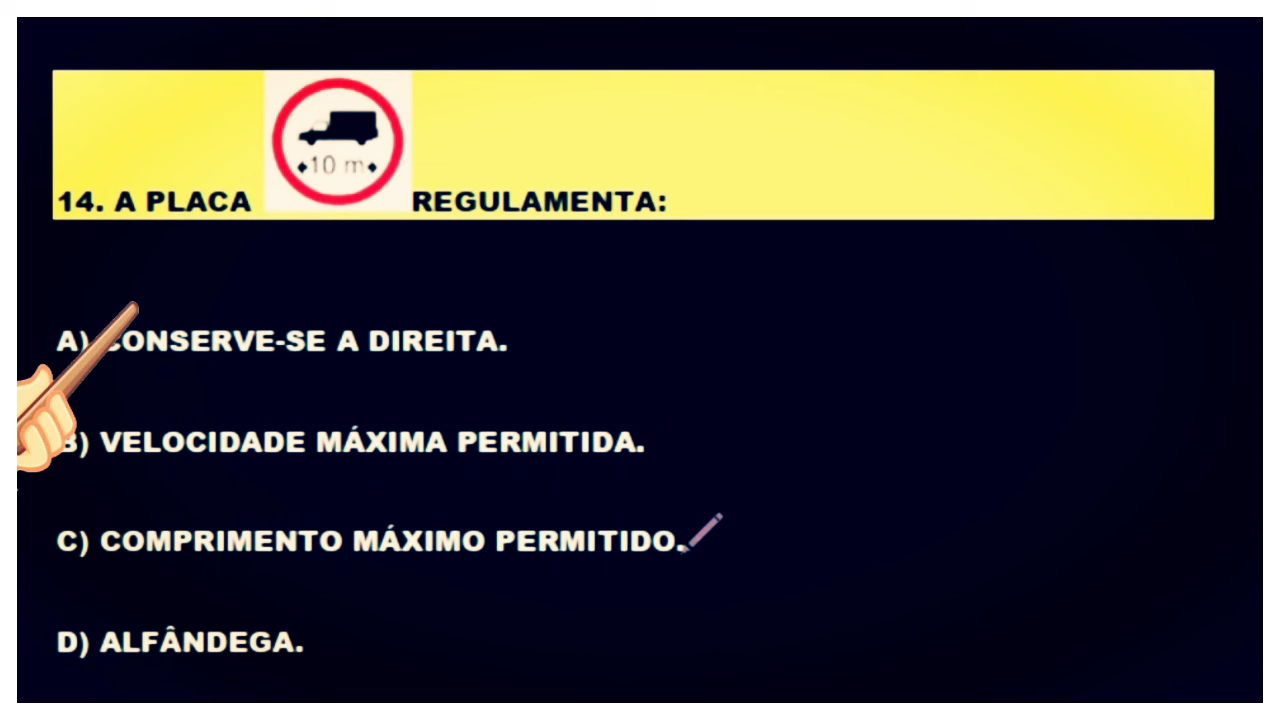 10 m
14. A PLACA REGULAMENTA:
A) CONSERVE-SE A DIREITA.
B) VELOCIDADE MÁXIMA PERMITIDA.
C) COMPRIMENTO MÁXIMO PERMITIDO.
D) ALFÂNDEGA.